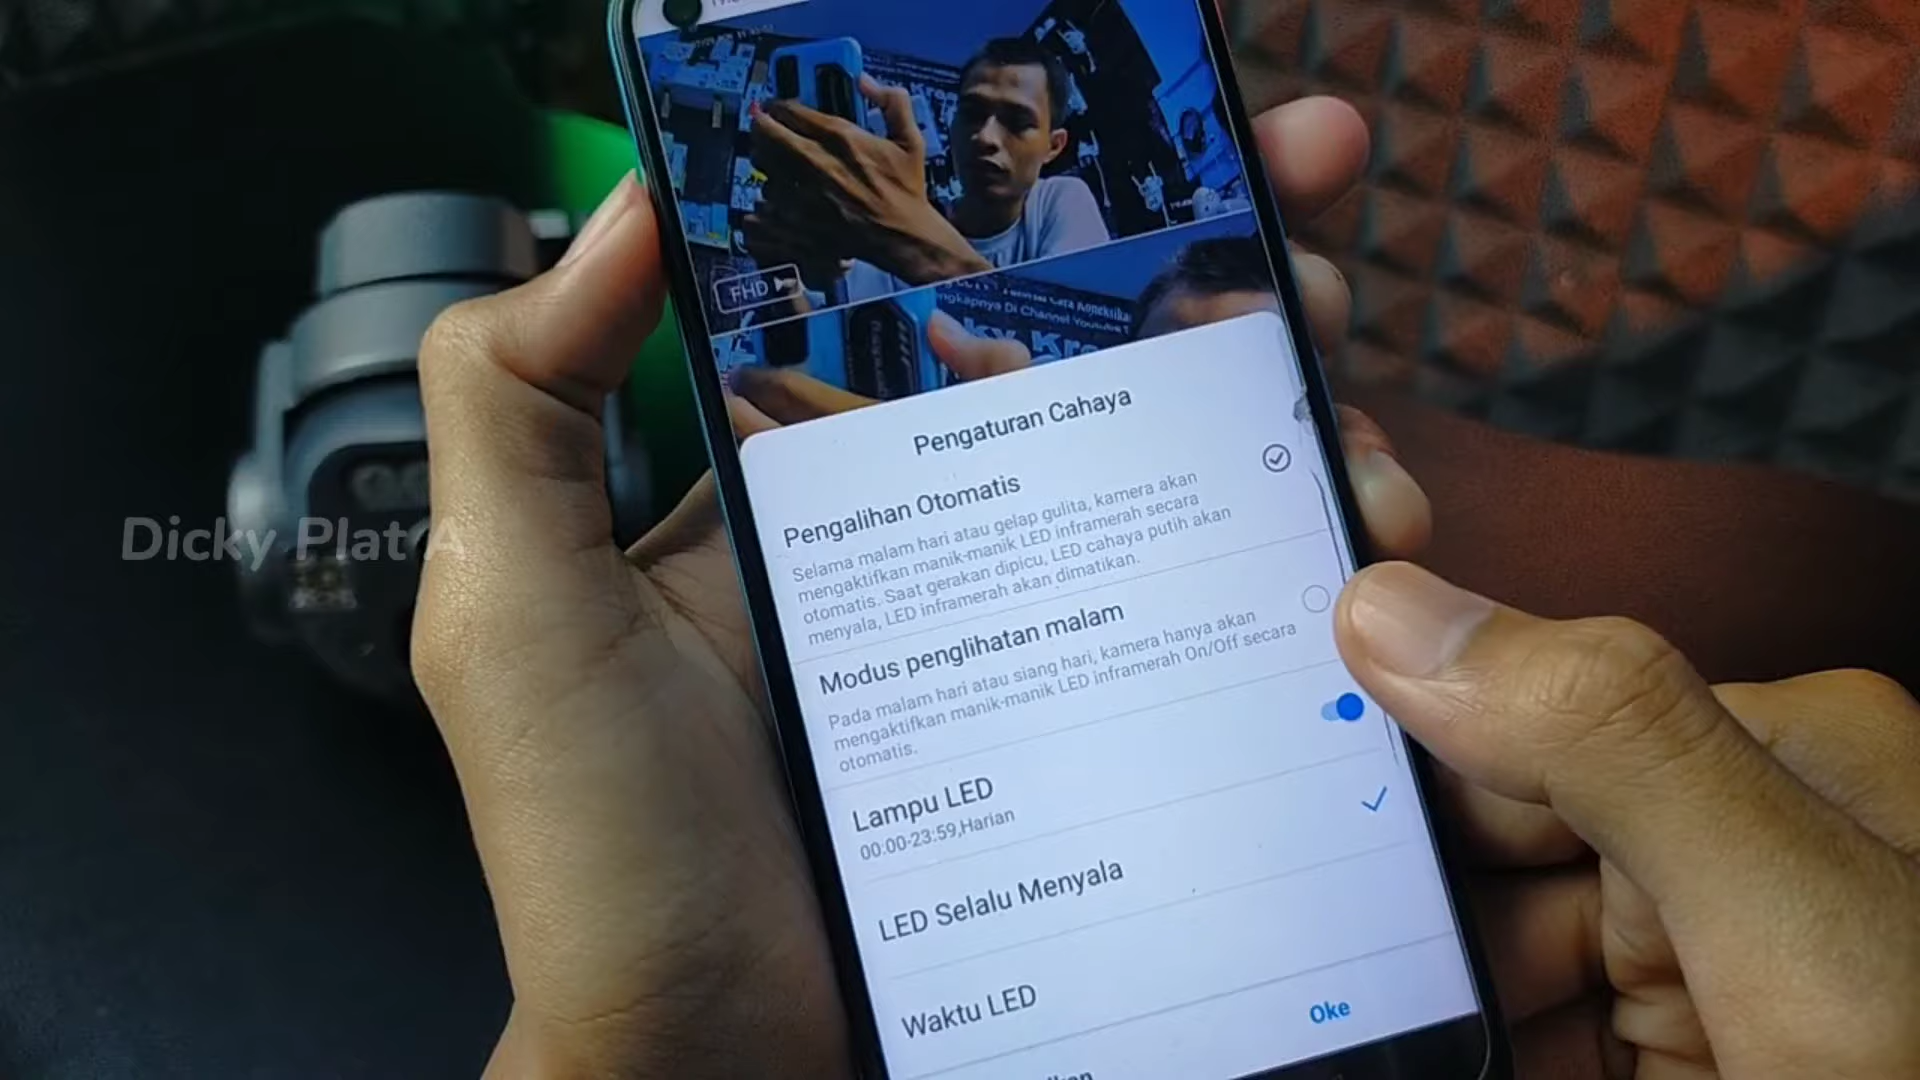 FHD
Di Channel
Pengaturan Cahaya
Pengalihan Otomatis
Selama malam hari atau gelap gulita, kamera akan
mengaktifkan manik-manik LED inframerah secara
otomatis. Saat gerakan dipicu, LED cahaya putih akan
menyala, LED inframerah akan dimatikan.
Modus penglihatan malam
Pada malam hari atau siang hari, kamera hanya akan
mengaktifkan manik-manik LED inframerah On/Off secara
otomatis.
Lampu LED
00:00-23:59,Harian
LED Selalu Menyala
Waktu LED
Oke
Dicky Plat A